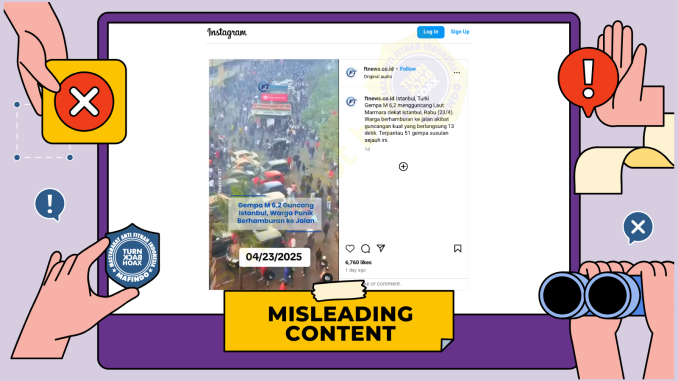 Instagram
Log In
Sign Up
ftnews.co.id • Follow
Original audio
ftnews.co.id Istanbul, Turki
Gempa M 6,2 mengguncang Laut
Marmara dekat Istanbul, Rabu (23/4).
Warga berhamburan ke jalan akibat
guncangan kuat yang berlangsung 13
detik. Terpantau 51 gempa susulan
sejauh ini.
1d
Gempa M 6,2 Guncang
Istanbul, Warga Panik
Berhamburan ke Jalan
04/23/2025
6,760 likes
1 day ago
or comment.
MASYARAKAT ANTI FITNAH INDONESIA
TURN
BACK
HOAX
MAFINDO
MISLEADING
CONTENT